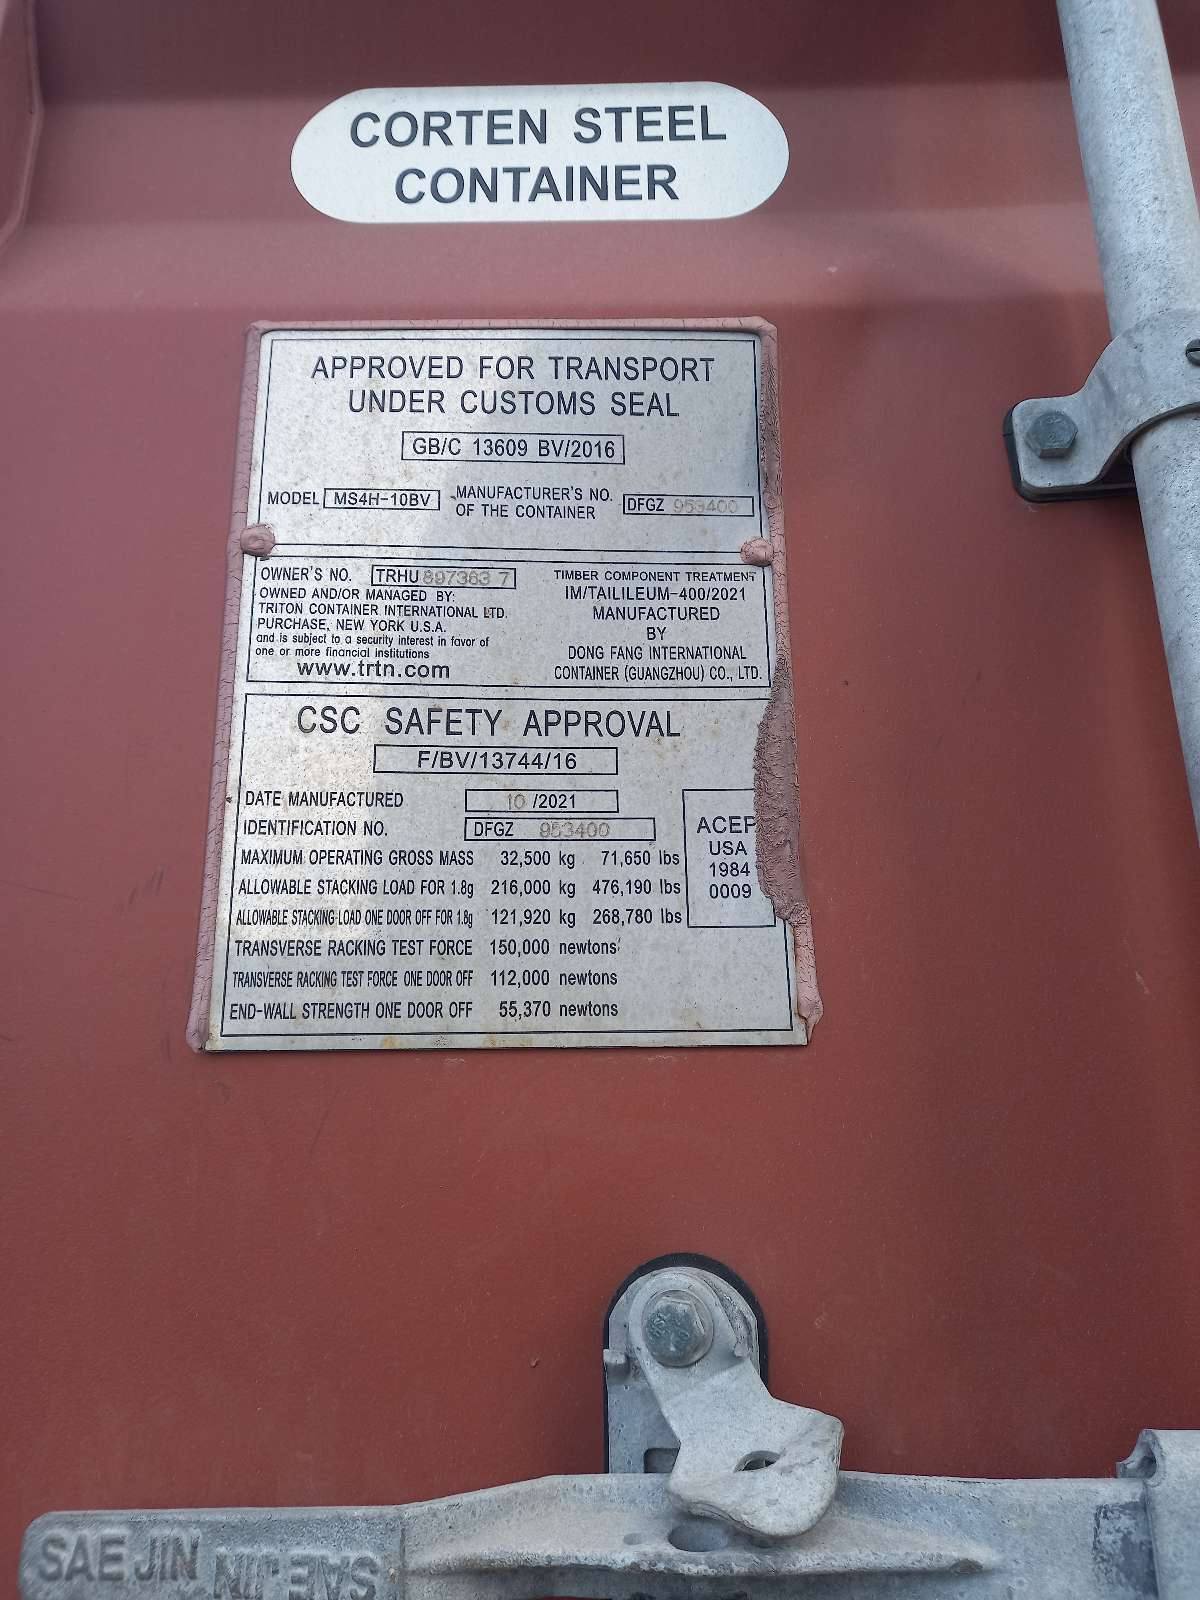 CORTEN STEEL
CONTAINER
APPROVED FOR TRANSPORT
UNDER CUSTOMS SEAL
GB/C 13609 BV/2016
MODEL MS4H-10BV
MANUFACTURER'S NO.
OF THE CONTAINER
DFGZ 953400
OWNER'S NO. TRHU 897363 7
OWNED AND/OR MANAGED BY:
TRITON CONTAINER INTERNATIONAL LTD.
PURCHASE, NEW YORK U.S.A.
and is subject to a security interest in favor of
one or more financial institutions
www.trtn.com
TIMBER COMPONENT TREATMENT
IM/TAILILEUM-400/2021
MANUFACTURED
BY
DONG FANG INTERNATIONAL
CONTAINER (GUANGZHOU) CO., LTD.
CSC SAFETY APPROVAL
F/BV/13744/16
DATE MANUFACTURED 10 /2021
IDENTIFICATION NO. DFGZ 953400
MAXIMUM OPERATING GROSS MASS 32,500 kg 71,650 lbs
ALLOWABLE STACKING LOAD FOR 1.8g 216,000 kg 476,190 lbs
ALLOWABLE STACKING LOAD ONE DOOR OFF FOR 1.8g 121,920 kg 268,780 lbs
TRANSVERSE RACKING TEST FORCE 150,000 newtons
TRANSVERSE RACKING TEST FORCE ONE DOOR OFF 112,000 newtons
END-WALL STRENGTH ONE DOOR OFF 55,370 newtons
ACEP
USA
1984
0009
SAE JIN SAE JIN